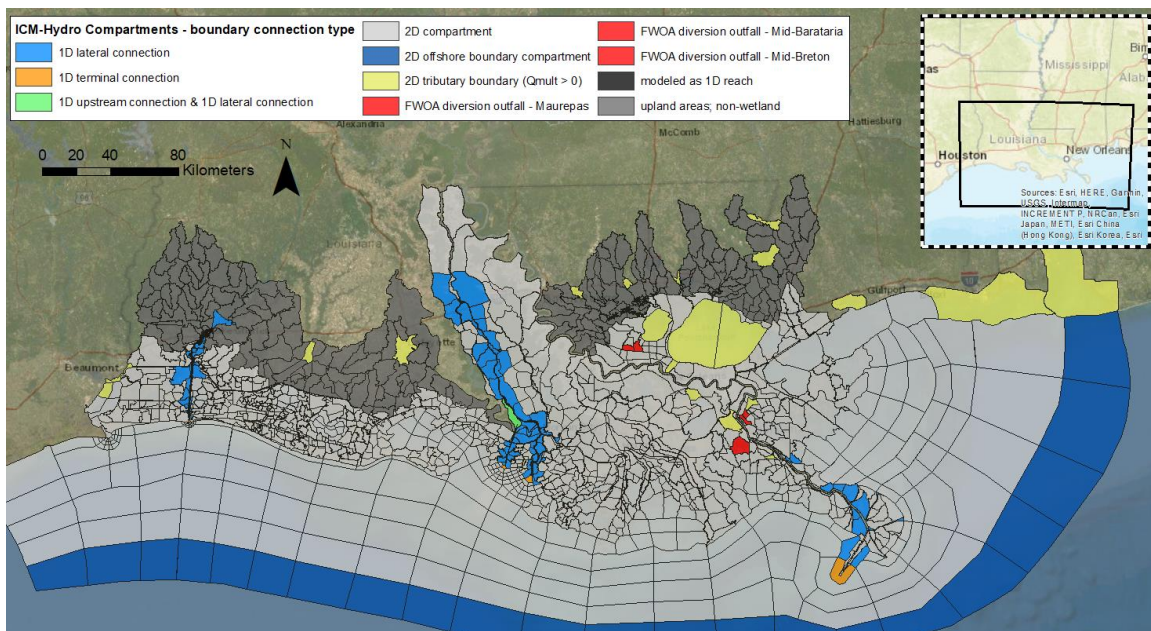 ICM-Hydro Compartments - boundary connection type
1D lateral connection
1D terminal connection
1D upstream connection & 1D lateral connection
2D compartment
2D offshore boundary compartment
2D tributary boundary (Qmult > 0)
FWOA diversion outfall - Maurepas
FWOA diversion outfall - Mid-Barataria
FWOA diversion outfall - Mid-Breton
modeled as 1D reach
upland areas; non-wetland
Alexandria
McComb
Hattiesburg
0 20 40 80
Kilometers
N
Louisiana
Beaumont
Gulfport
Mississippi
Louisiana
Houston
New Orleans
Sources: Esri, HERE, Garmin,
USGS, Intermap,
INCREMENT P, NRCan, Esri
Japan, METI, Esri China
(Hong Kong), Esri Korea, Esri